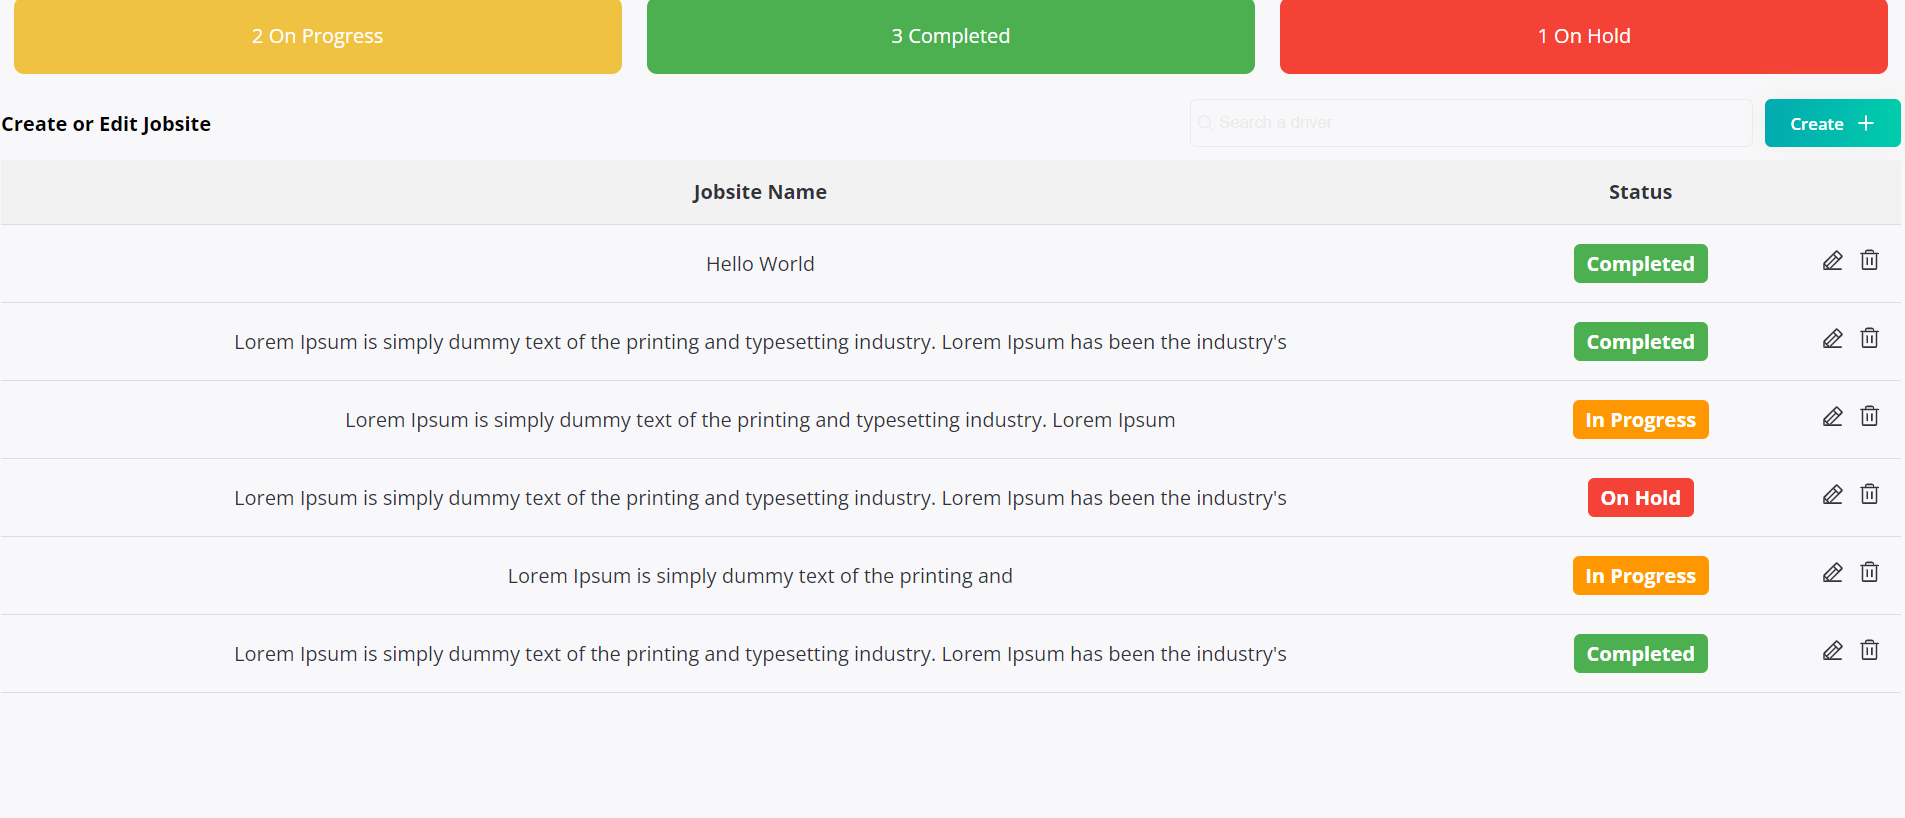 2 On Progress
3 Completed
1 On Hold
Create or Edit Jobsite
Search a driver
Create
Jobsite Name
Status
Hello World
Completed
Lorem Ipsum is simply dummy text of the printing and typesetting industry. Lorem Ipsum has been the industry's
Completed
Lorem Ipsum is simply dummy text of the printing and typesetting industry. Lorem Ipsum
In Progress
Lorem Ipsum is simply dummy text of the printing and typesetting industry. Lorem Ipsum has been the industry's
On Hold
Lorem Ipsum is simply dummy text of the printing and
In Progress
Lorem Ipsum is simply dummy text of the printing and typesetting industry. Lorem Ipsum has been the industry's
Completed